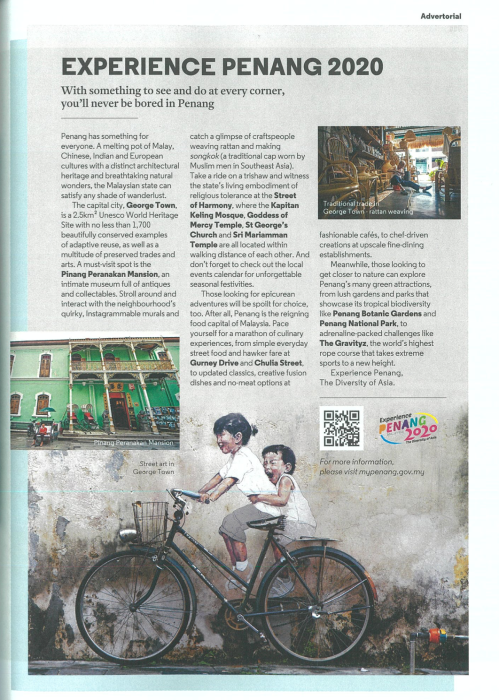 Advertorial
EXPERIENCE PENANG 2020
With something to see and do at every corner,
you'll never be bored in Penang
Penang has something for
everyone. A melting pot of Malay,
Chinese, Indian and European
cultures with a distinct architectural
heritage and breathtaking natural
wonders, the Malaysian state can
satisfy any shade of wanderlust.
The capital city, George Town,
is a 2.5km² Unesco World Heritage
Site with no less than 1,700
beautifully conserved examples
of adaptive reuse, as well as a
multitude of preserved trades and
arts. A must-visit spot is the
Pinang Peranakan Mansion, an
intimate museum full of antiques
and collectables. Stroll around and
interact with the neighbourhood's
quirky, Instagrammable murals and
catch a glimpse of craftspeople
weaving rattan and making
songkok (a traditional cap worn by
Muslim men in Southeast Asia).
Take a ride on a trishaw and witness
the state's living embodiment of
religious tolerance at the Street
of Harmony, where the Kapitan
Keling Mosque, Goddess of
Mercy Temple, St George's
Church and Sri Mariamman
Temple are all located within
walking distance of each other. And
don't forget to check out the local
events calendar for unforgettable
seasonal festivities.
Those looking for epicurean
adventures will be spoilt for choice,
too. After all, Penang is the reigning
food capital of Malaysia. Pace
yourself for a marathon of culinary
experiences, from simple everyday
street food and hawker fare at
Gurney Drive and Chulia Street,
to updated classics, creative fusion
dishes and no-meat options at
Traditional trade in
George Town - rattan weaving
fashionable cafés, to chef-driven
creations at upscale fine-dining
establishments.
Meanwhile, those looking to
get closer to nature can explore
Penang's many green attractions,
from lush gardens and parks that
showcase its tropical biodiversity
like Penang Botanic Gardens and
Penang National Park, to
adrenaline-packed challenges like
The Gravityz, the world's highest
rope course that takes extreme
sports to a new height.
Experience Penang,
The Diversity of Asia.
Pinang Peranakan Mansion
Street art in
George Town
Experience
PENANG
2020
The diversity of Asia
For more information,
please visit mypenang.gov.my